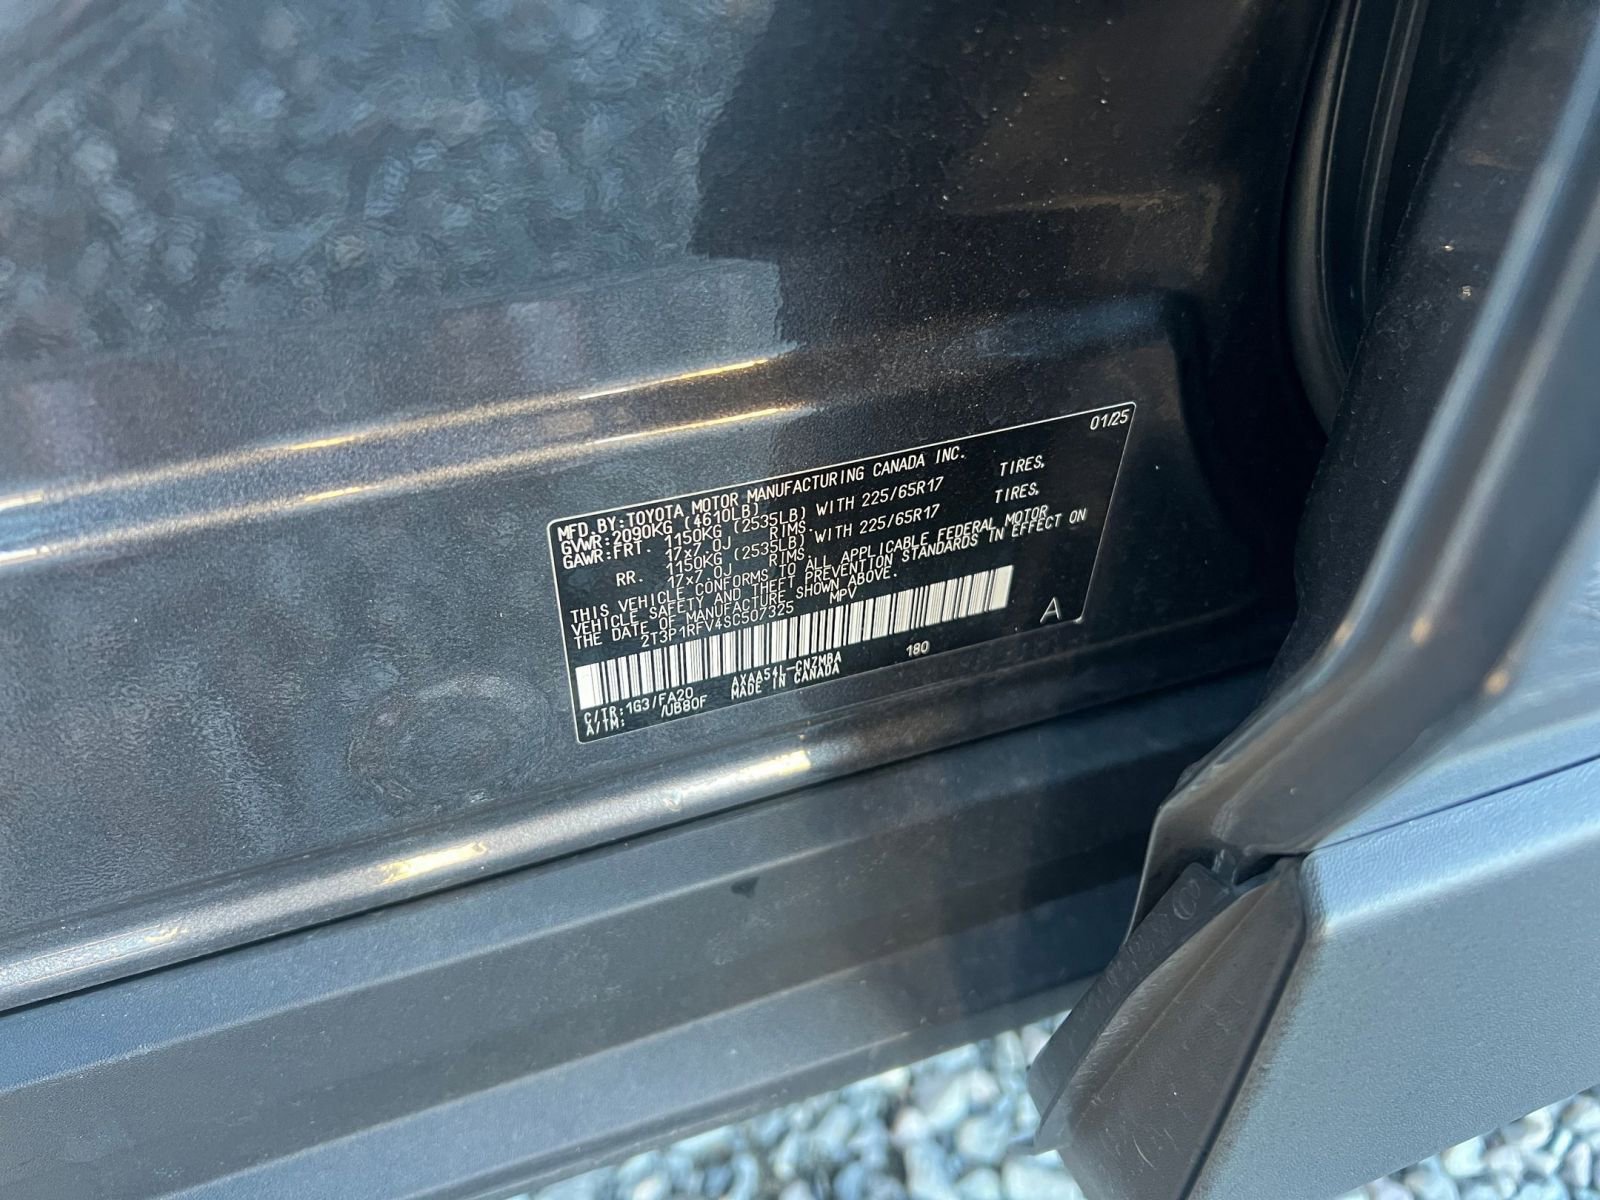 01/25
MFD.BY:TOYOTA MOTOR MANUFACTURING CANADA INC.
GVWR:2090KG (4610LB)
GAWR:FRT. 1150KG (2535LB) WITH 225/65R17 TIRES,
17x7.0J RIMS.
RR. 1150KG (2535LB) WITH 225/65R17 TIRES,
17x7.0J RIMS.
THIS VEHICLE CONFORMS TO ALL APPLICABLE FEDERAL MOTOR
VEHICLE SAFETY AND THEFT PREVENTION STANDARDS IN EFFECT ON
THE DATE OF MANUFACTURE SHOWN ABOVE.
2T3P1RFV4SC507325 MPV
A
C/TR:1G3/FA20 AXAA54L-CNZMBA 180
A/TM: /UB80F MADE IN CANADA